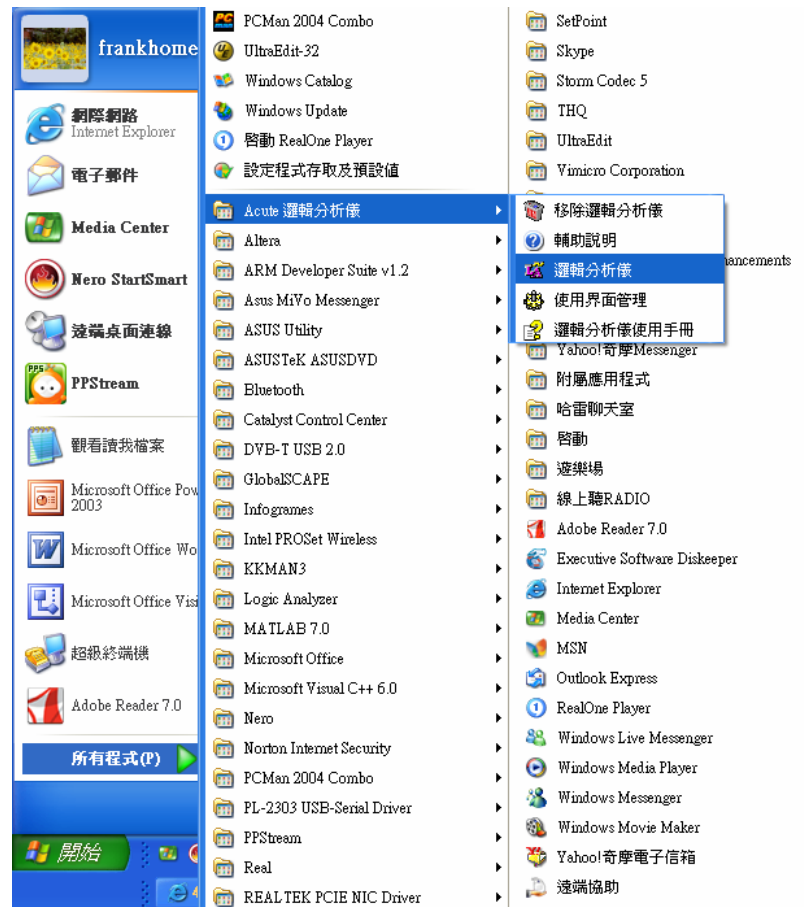 frankhome
網際網路
Internet Explorer
電子郵件
Media Center
Nero StartSmart
遠端桌面連線
PPStream
觀看讀我檔案
Microsoft Office Pow
2003
Microsoft Office Wo
Microsoft Office Visi
超級終端機
Adobe Reader 7.0
所有程式(P)
開始
PCMan 2004 Combo
UltraEdit-32
Windows Catalog
Windows Update
啟動 RealOne Player
設定程式存取及預設值
Acute 邏輯分析儀
Altera
ARM Developer Suite v1.2
Asus MiVo Messenger
ASUS Utility
ASUSTeK ASUSDVD
Bluetooth
Catalyst Control Center
DVB-T USB 2.0
GlobalSCAPE
Infogrames
Intel PROSet Wireless
KKMAN3
Logic Analyzer
MATLAB 7.0
Microsoft Office
Microsoft Visual C++ 6.0
Nero
Norton Internet Security
PCMan 2004 Combo
PL-2303 USB-Serial Driver
PPStream
Real
REALTEK PCIE NIC Driver
SetPoint
Skype
Storm Codec 5
THQ
UltraEdit
Vimicro Corporation
移除邏輯分析儀
輔助說明
邏輯分析儀
使用界面管理
邏輯分析儀使用手冊
ancements
Yahoo!奇摩Messenger
附屬應用程式
哈雷聊天室
啟動
遊樂場
線上聽RADIO
Adobe Reader 7.0
Executive Software Diskeeper
Internet Explorer
Media Center
MSN
Outlook Express
RealOne Player
Windows Live Messenger
Windows Media Player
Windows Messenger
Windows Movie Maker
Yahoo!奇摩電子信箱
遠端協助